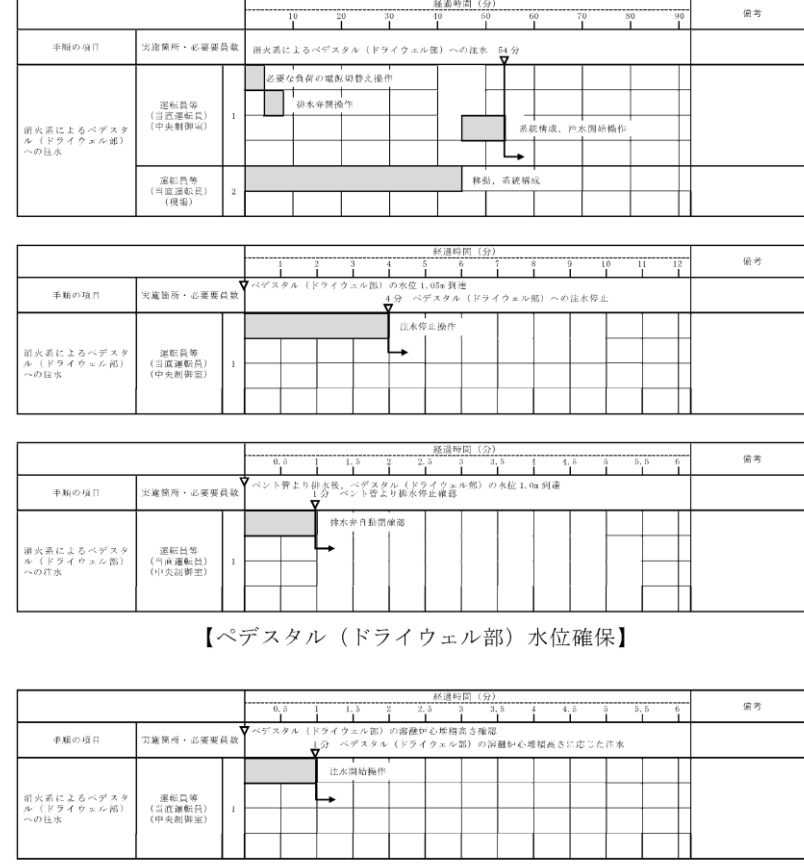 経過時間（分）
10 20 30 40 50 60 70 80 90
備考
手順の項目 実施箇所・必要要員数
消火系によるペデスタル（ドライウェル部）への注水 54分
必要な負荷の電源切替え操作
排水弁開操作
系統構成，注水開始操作
消火系によるペデスタ
ル（ドライウェル部）
への注水
運転員等
（当直運転員）
（中央制御室）
1
運転員等
（当直運転員）
（現場）
2
移動，系統構成
経過時間（分）
1 2 3 4 5 6 7 8 9 10 11 12
備考
手順の項目 実施箇所・必要要員数
ペデスタル（ドライウェル部）の水位 1.05m 到達
4分 ペデスタル（ドライウェル部）への注水停止
注水停止操作
消火系によるペデスタ
ル（ドライウェル部）
への注水
運転員等
（当直運転員）
（中央制御室）
1
経過時間（分）
0.5 1 1.5 2 2.5 3 3.5 4 4.5 5 5.5 6
備考
手順の項目 実施箇所・必要要員数
ベント管より排水後，ペデスタル（ドライウェル部）の水位 1.0m 到達
1分 ベント管より排水停止確認
排水弁自動閉確認
消火系によるペデスタ
ル（ドライウェル部）
への注水
運転員等
（当直運転員）
（中央制御室）
1
【ペデスタル（ドライウェル部）水位確保】
経過時間（分）
0.5 1 1.5 2 2.5 3 3.5 4 4.5 5 5.5 6
備考
手順の項目 実施箇所・必要要員数
ペデスタル（ドライウェル部）の溶融炉心堆積高さ確認
1分 ペデスタル（ドライウェル部）の溶融炉心堆積高さに応じた注水
注水開始操作
消火系によるペデスタ
ル（ドライウェル部）
への注水
運転員等
（当直運転員）
（中央制御室）
1